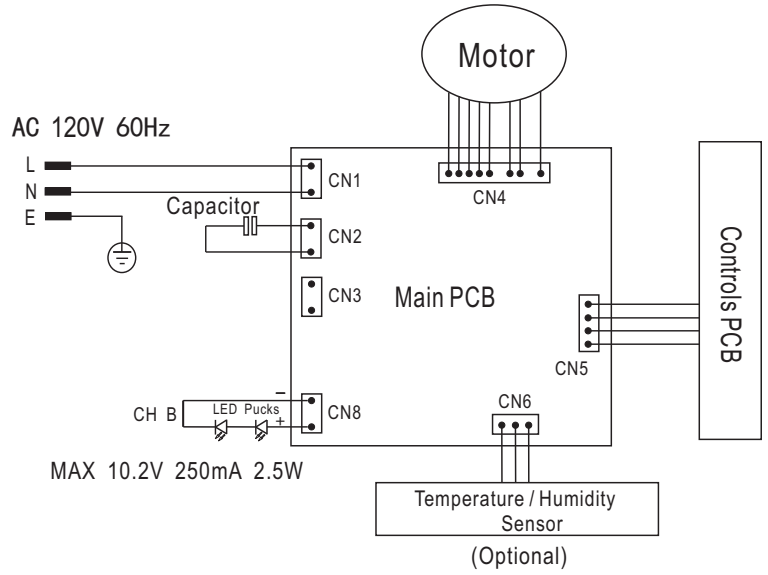 Motor
AC 120V 60Hz
L
N
E
CN1
CN4
Capacitor
CN2
CN3
Main PCB
Controls PCB
CN5
CH B
LED Pucks
−
+
CN8
CN6
MAX 10.2V 250mA 2.5W
Temperature / Humidity
Sensor
(Optional)